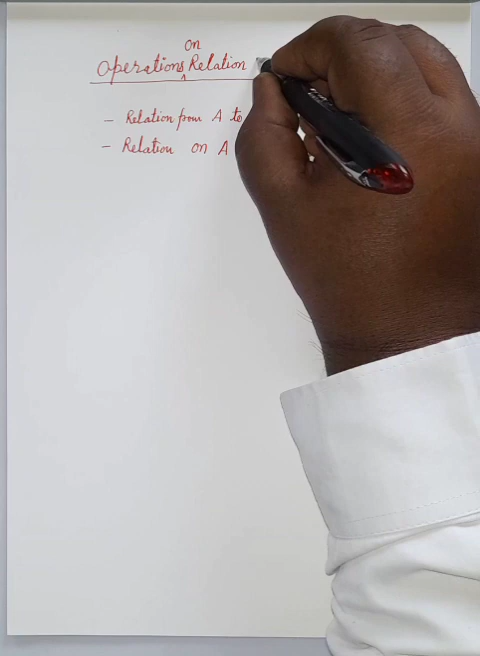 Operations on Relation
- Relation from A to
- Relation on A